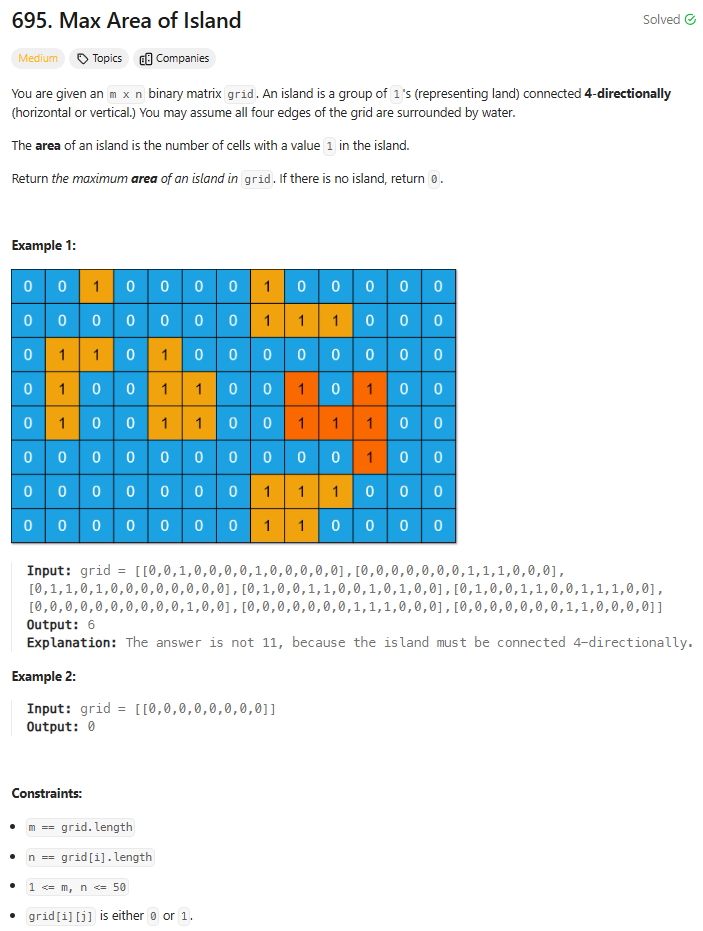 695. Max Area of Island
Solved
Medium Topics Companies
You are given an m x n binary matrix grid. An island is a group of 1's (representing land) connected 4-directionally
(horizontal or vertical.) You may assume all four edges of the grid are surrounded by water.
The area of an island is the number of cells with a value 1 in the island.
Return the maximum area of an island in grid. If there is no island, return 0.
Example 1:
0 0 1 0 0 0 0 1 0 0 0 0 0
0 0 0 0 0 0 0 1 1 1 0 0 0
0 1 1 0 1 0 0 0 0 0 0 0 0
0 1 0 0 1 1 0 0 1 0 1 0 0
0 1 0 0 1 1 0 0 1 1 1 0 0
0 0 0 0 0 0 0 0 0 0 1 0 0
0 0 0 0 0 0 0 1 1 1 0 0 0
0 0 0 0 0 0 0 1 1 0 0 0 0
Input: grid = [[0,0,1,0,0,0,0,1,0,0,0,0,0],[0,0,0,0,0,0,0,1,1,1,0,0,0],
[0,1,1,0,1,0,0,0,0,0,0,0,0],[0,1,0,0,1,1,0,0,1,0,1,0,0],[0,1,0,0,1,1,0,0,1,1,1,0,0],
[0,0,0,0,0,0,0,0,0,0,1,0,0],[0,0,0,0,0,0,0,1,1,1,0,0,0],[0,0,0,0,0,0,0,1,1,0,0,0,0]]
Output: 6
Explanation: The answer is not 11, because the island must be connected 4-directionally.
Example 2:
Input: grid = [[0,0,0,0,0,0,0,0]]
Output: 0
Constraints:
• m == grid.length
• n == grid[i].length
• 1 <= m, n <= 50
• grid[i][j] is either 0 or 1.